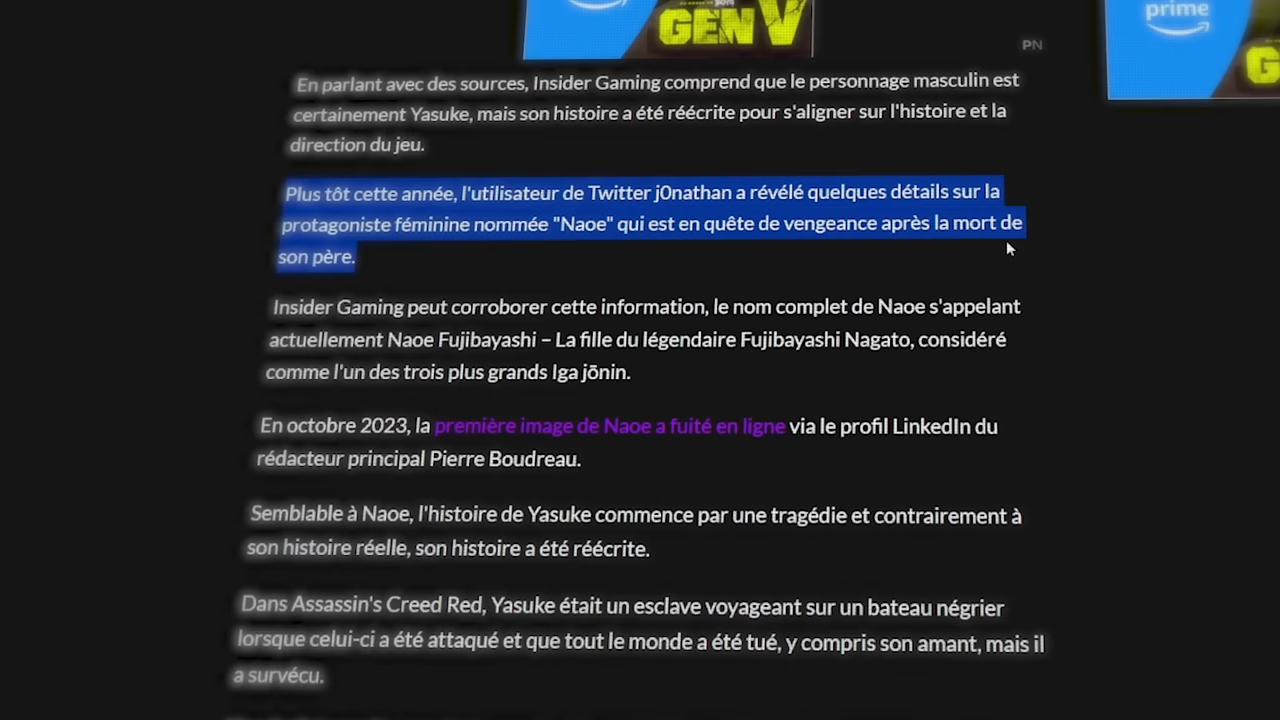 GEN V
prime
PN
G
En parlant avec des sources, Insider Gaming comprend que le personnage masculin est
certainement Yasuke, mais son histoire a été réécrite pour s'aligner sur l'histoire et la
direction du jeu.
Plus tôt cette année, l'utilisateur de Twitter j0nathan a révélé quelques détails sur la
protagoniste féminine nommée "Naoe" qui est en quête de vengeance après la mort de
son père.
Insider Gaming peut corroborer cette information, le nom complet de Naoe s'appelant
actuellement Naoe Fujibayashi – La fille du légendaire Fujibayashi Nagato, considéré
comme l'un des trois plus grands Iga jōnin.
En octobre 2023, la première image de Naoe a fuité en ligne via le profil LinkedIn du
rédacteur principal Pierre Boudreau.
Semblable à Naoe, l'histoire de Yasuke commence par une tragédie et contrairement à
son histoire réelle, son histoire a été réécrite.
Dans Assassin's Creed Red, Yasuke était un esclave voyageant sur un bateau négrier
lorsque celui-ci a été attaqué et que tout le monde a été tué, y compris son amant, mais il
a survécu.